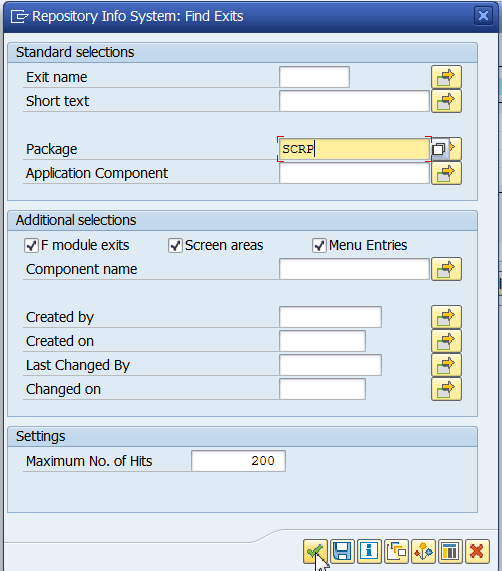 Repository Info System: Find Exits
Standard selections
Exit name
Short text
Package SCRP
Application Component
Additional selections
F module exits Screen areas Menu Entries
Component name
Created by
Created on
Last Changed By
Changed on
Settings
Maximum No. of Hits 200